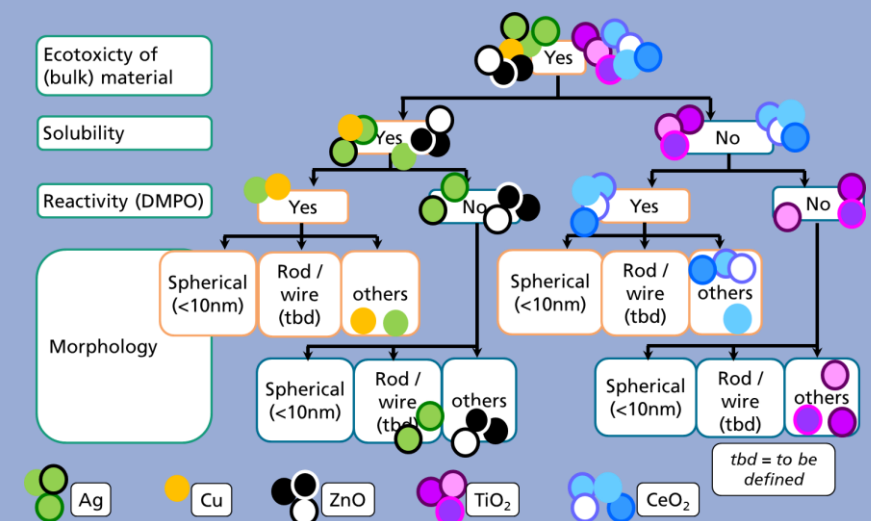 Ecotoxicty of
(bulk) material
Yes
Solubility
Yes
No
Reactivity (DMPO)
Yes
No
Yes
No
Morphology
Spherical
(<10nm)
Rod /
wire
(tbd)
others
Spherical
(<10nm)
Rod /
wire
(tbd)
others
Spherical
(<10nm)
Rod /
wire
(tbd)
others
Spherical
(<10nm)
Rod /
wire
(tbd)
others
tbd = to be
defined
Ag
Cu
ZnO
TiO₂
CeO₂